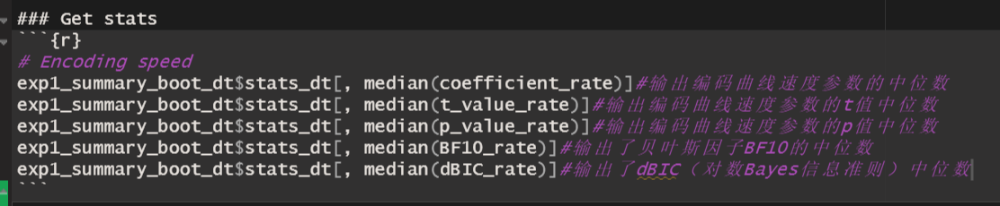 ### Get stats
```{r}
# Encoding speed
exp1_summary_boot_dt$stats_dt[, median(coefficient_rate)]#输出编码曲线速度参数的中位数
exp1_summary_boot_dt$stats_dt[, median(t_value_rate)]#输出编码曲线速度参数的t值中位数
exp1_summary_boot_dt$stats_dt[, median(p_value_rate)]#输出编码曲线速度参数的p值中位数
exp1_summary_boot_dt$stats_dt[, median(BF10_rate)]#输出了贝叶斯因子BF10的中位数
exp1_summary_boot_dt$stats_dt[, median(dBIC_rate)]#输出了dBIC（对数Bayes信息准则）中位数
```